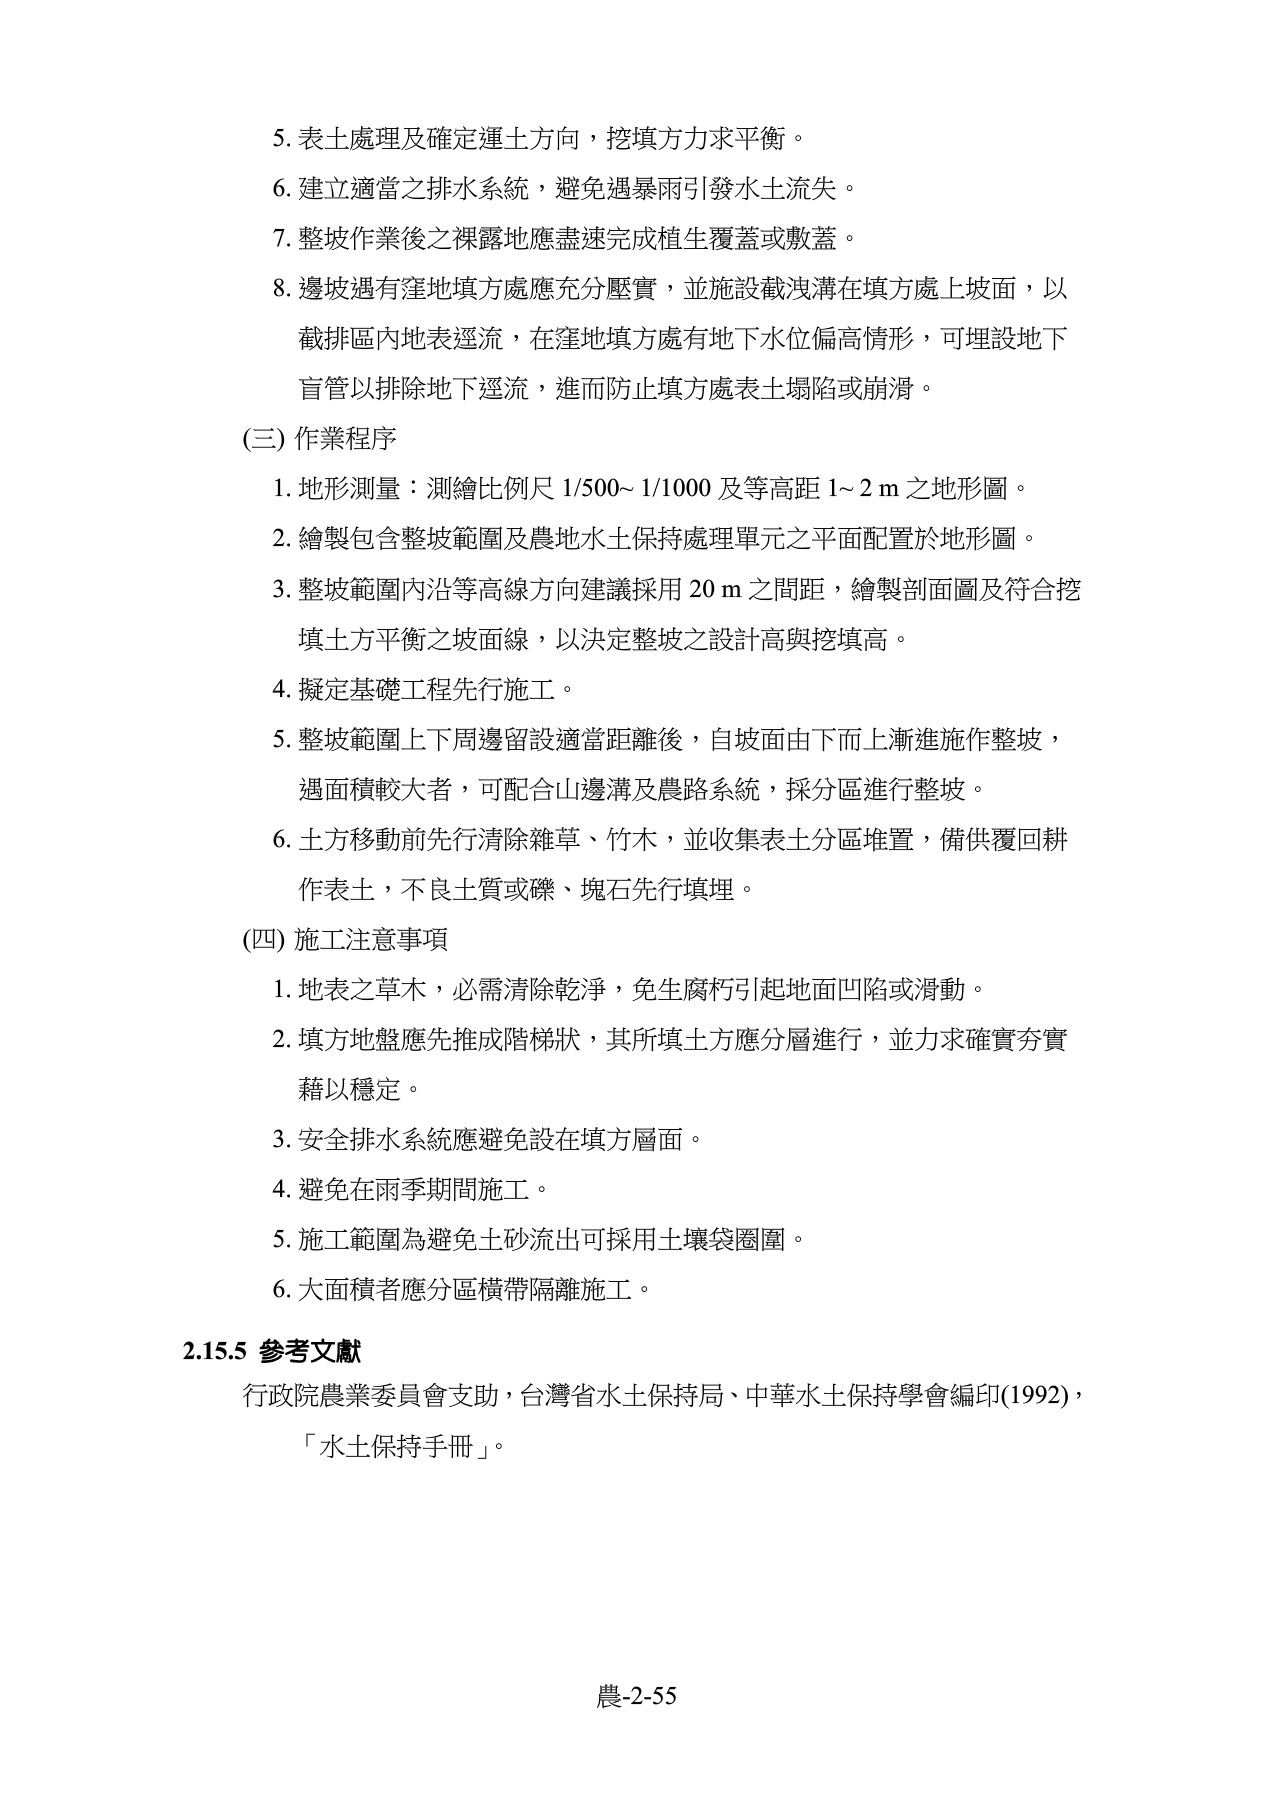 5. 表土處理及確定運土方向，挖填方力求平衡。
6. 建立適當之排水系統，避免遇暴雨引發水土流失。
7. 整坡作業後之裸露地應盡速完成植生覆蓋或敷蓋。
8. 邊坡遇有窪地填方處應充分壓實，並施設截洩溝在填方處上坡面，以
截排區內地表逕流，在窪地填方處有地下水位偏高情形，可埋設地下
盲管以排除地下逕流，進而防止填方處表土塌陷或崩滑。
(三) 作業程序
1. 地形測量：測繪比例尺 1/500~ 1/1000 及等高距 1~ 2 m 之地形圖。
2. 繪製包含整坡範圍及農地水土保持處理單元之平面配置於地形圖。
3. 整坡範圍內沿等高線方向建議採用 20 m 之間距，繪製剖面圖及符合挖
填土方平衡之坡面線，以決定整坡之設計高與挖填高。
4. 擬定基礎工程先行施工。
5. 整坡範圍上下周邊留設適當距離後，自坡面由下而上漸進施作整坡，
遇面積較大者，可配合山邊溝及農路系統，採分區進行整坡。
6. 土方移動前先行清除雜草、竹木，並收集表土分區堆置，備供覆回耕
作表土，不良土質或礫、塊石先行填埋。
(四) 施工注意事項
1. 地表之草木，必需清除乾淨，免生腐朽引起地面凹陷或滑動。
2. 填方地盤應先推成階梯狀，其所填土方應分層進行，並力求確實夯實
藉以穩定。
3. 安全排水系統應避免設在填方層面。
4. 避免在雨季期間施工。
5. 施工範圍為避免土砂流出可採用土壤袋圈圍。
6. 大面積者應分區橫帶隔離施工。
2.15.5 參考文獻
行政院農業委員會支助，台灣省水土保持局、中華水土保持學會編印(1992)，
「水土保持手冊」。
農-2-55